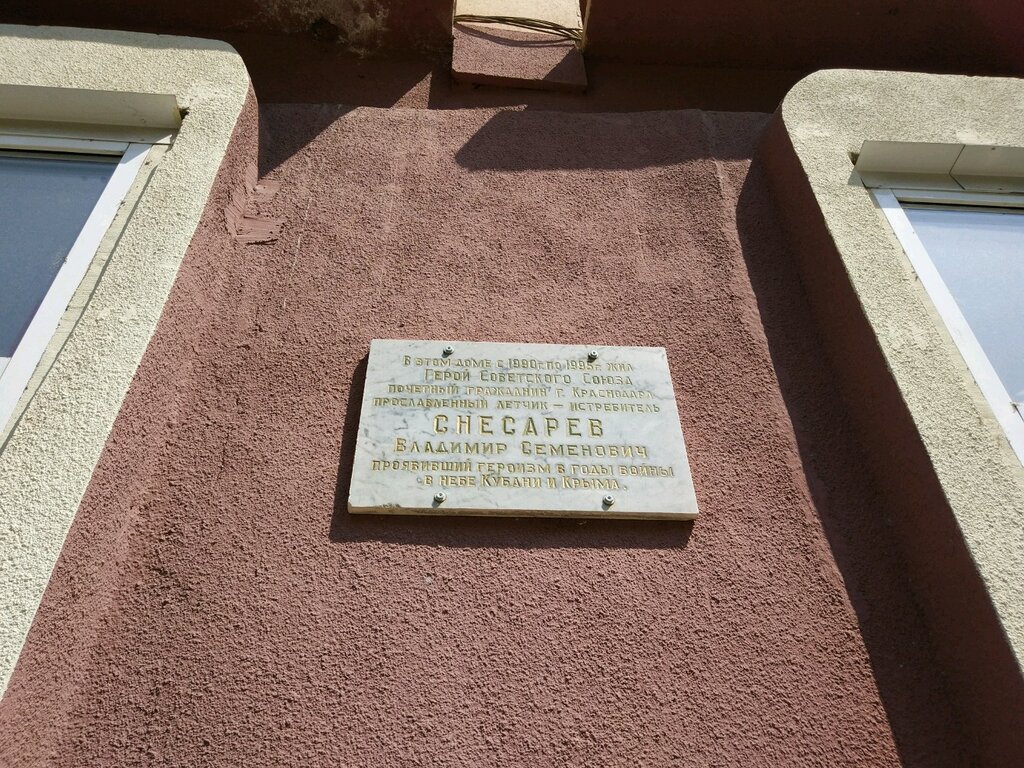 В этом доме с 1990г. по 1995г. жил
Герой Советского Союза
почетный гражданин г. Краснодара
прославленный летчик – истребитель
СНЕСАРЕВ
Владимир Семенович
проявивший героизм в годы войны
в небе Кубани и Крыма.